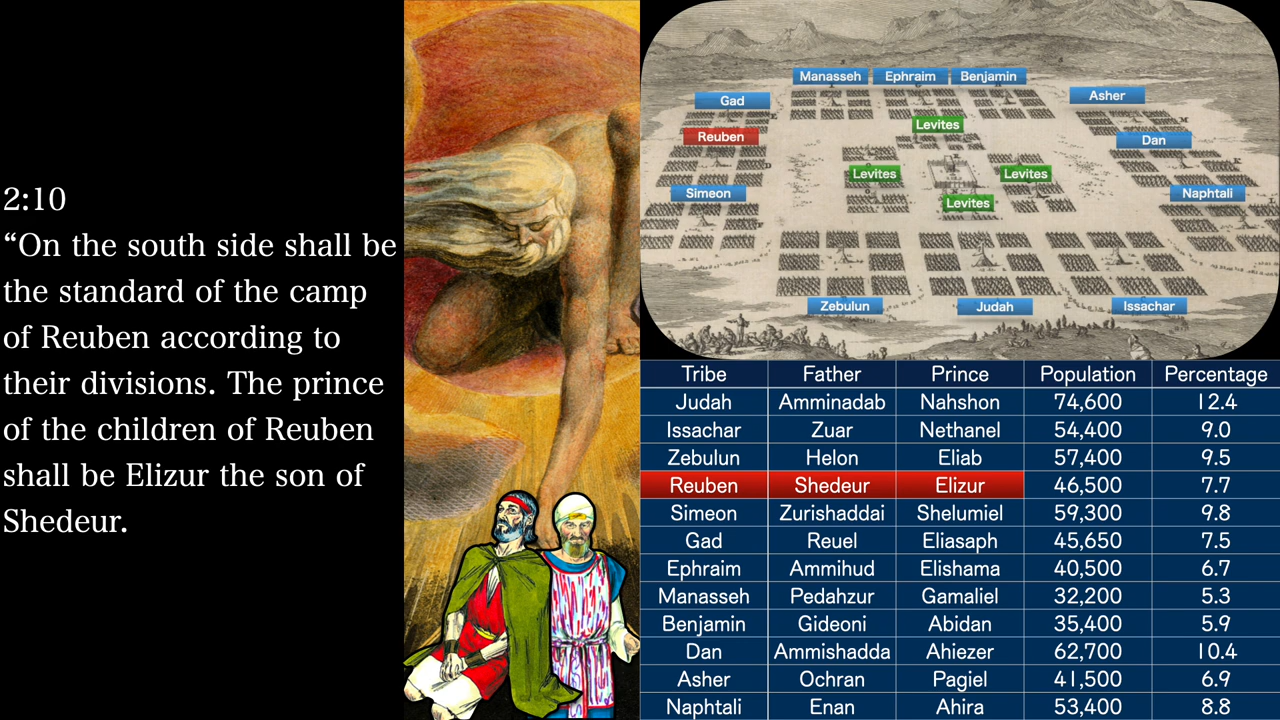 2:10
“On the south side shall be
the standard of the camp
of Reuben according to
their divisions. The prince
of the children of Reuben
shall be Elizur the son of
Shedeur.
Manasseh Ephraim Benjamin
Gad Asher
Levites
Reuben Dan
Levites Levites
Simeon Levites Naphtali
Zebulun Judah Issachar
Tribe Father Prince Population Percentage
Judah Amminadab Nahshon 74,600 12.4
Issachar Zuar Nethanel 54,400 9.0
Zebulun Helon Eliab 57,400 9.5
Reuben Shedeur Elizur 46,500 7.7
Simeon Zurishaddai Shelumiel 59,300 9.8
Gad Reuel Eliasaph 45,650 7.5
Ephraim Ammihud Elishama 40,500 6.7
Manasseh Pedahzur Gamaliel 32,200 5.3
Benjamin Gideoni Abidan 35,400 5.9
Dan Ammishadda Ahiezer 62,700 10.4
Asher Ochran Pagiel 41,500 6.9
Naphtali Enan Ahira 53,400 8.8